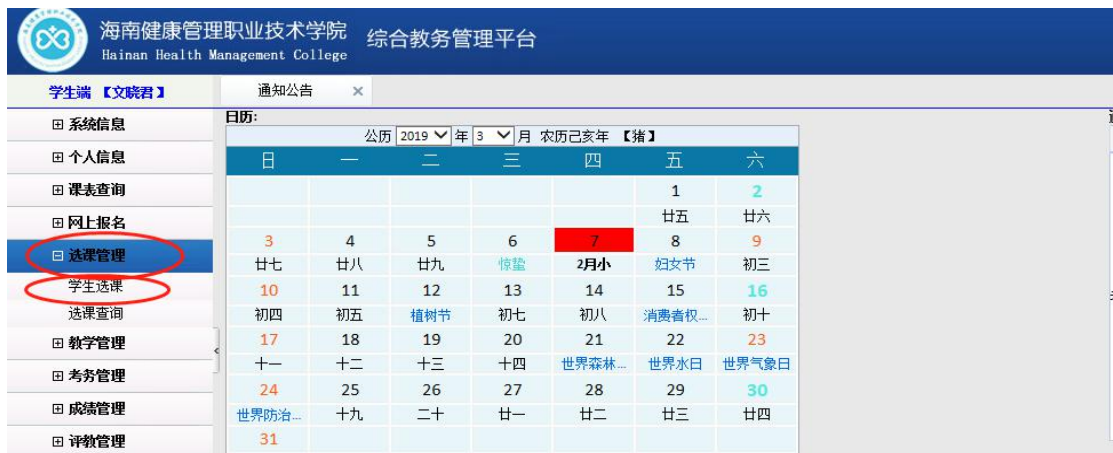 海南健康管理职业技术学院 综合教务管理平台
Hainan Health Management College
学生端 【文晓君】
通知公告 ×
系统信息
个人信息
课表查询
网上报名
选课管理
学生选课
选课查询
教学管理
考务管理
成绩管理
评教管理
日历:
公历 2019 年 3 月 农历己亥年 【猪】
日 一 二 三 四 五 六
1 2
廿五 廿六
3 4 5 6 7 8 9
廿七 廿八 廿九 惊蛰 2月小 妇女节 初三
10 11 12 13 14 15 16
初四 初五 植树节 初七 初八 消费者权... 初十
17 18 19 20 21 22 23
十一 十二 十三 十四 世界森林... 世界水日 世界气象日
24 25 26 27 28 29 30
世界防治... 十九 二十 廿一 廿二 廿三 廿四
31